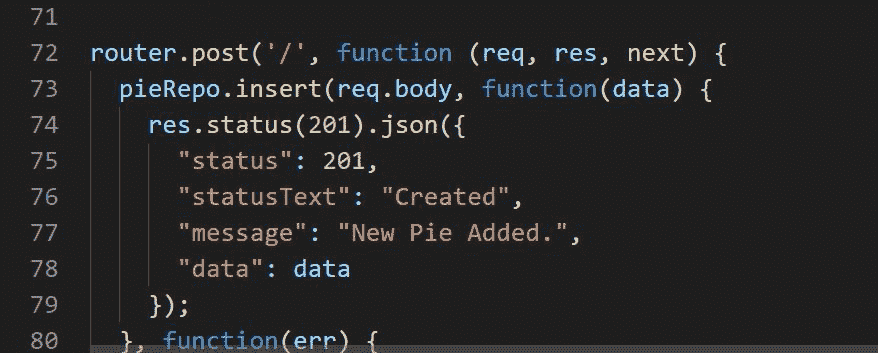 71
72 router.post('/', function (req, res, next) {
73   pieRepo.insert(req.body, function(data) {
74     res.status(201).json({
75       "status": 201,
76       "statusText": "Created",
77       "message": "New Pie Added.",
78       "data": data
79     });
80   }, function(err) {